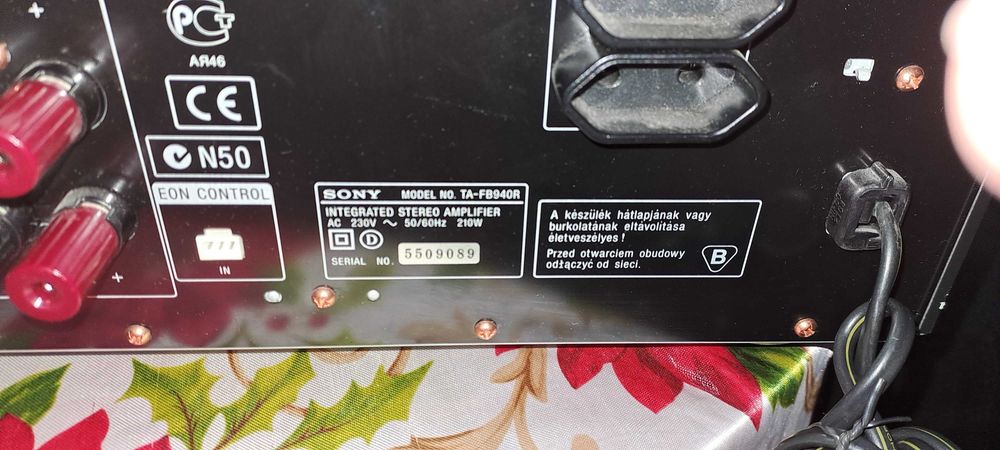 +
РСт
АЯ46
CE
N50
EON CONTROL
IN
+
SONY MODEL NO. TA-FB940R
INTEGRATED STEREO AMPLIFIER
AC 230V ~ 50/60Hz 210W
D
SERIAL NO. 5509089
A készülék hátlapjának vagy
burkolatának eltávolítása
életveszélyes !
Przed otwarciem obudowy
odłączyć od sieci.
B